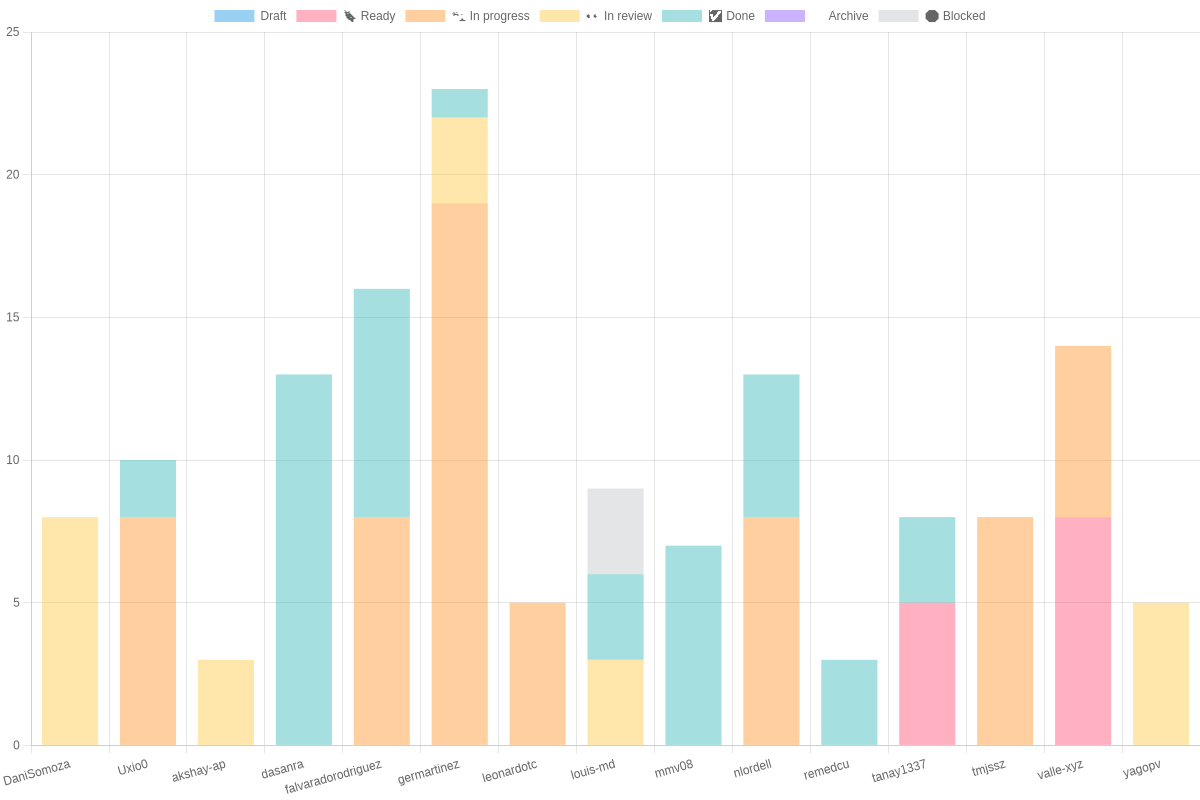 Draft 🔖 Ready 🏗 In progress 👀 In review ✅ Done Archive 🛑 Blocked
25
20
15
10
5
0
DaniSomoza
Uxio0
akshay-ap
dasanra
falvaradorodriguez
germartinez
leonardotc
louis-md
mmv08
nlordell
remedcu
tanay1337
tmjssz
valle-xyz
yagopv